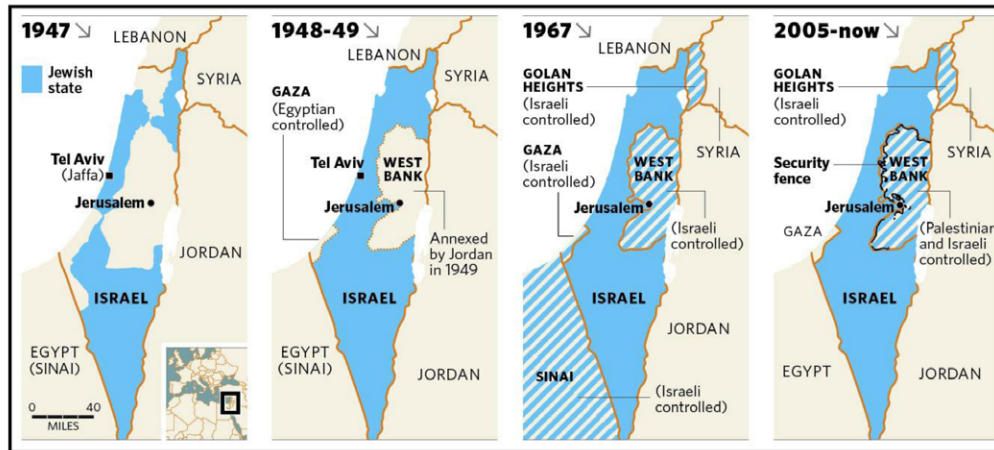 1947
LEBANON
Jewish
state
SYRIA
Tel Aviv
(Jaffa)
Jerusalem
JORDAN
ISRAEL
EGYPT
(SINAI)
0 40
MILES
1948-49
LEBANON
SYRIA
GAZA
(Egyptian
controlled)
Tel Aviv
WEST
BANK
Jerusalem
Annexed
by Jordan
in 1949
ISRAEL
EGYPT
(SINAI)
JORDAN
1967
LEBANON
GOLAN
HEIGHTS
(Israeli
controlled)
SYRIA
GAZA
(Israeli
controlled)
WEST
BANK
Jerusalem
(Israeli
controlled)
ISRAEL
JORDAN
SINAI
(Israeli
controlled)
2005-now
LEBANON
GOLAN
HEIGHTS
(Israeli
controlled)
SYRIA
Security
fence
WEST
BANK
Jerusalem
GAZA
(Palestinian
and Israeli
controlled)
ISRAEL
EGYPT
JORDAN